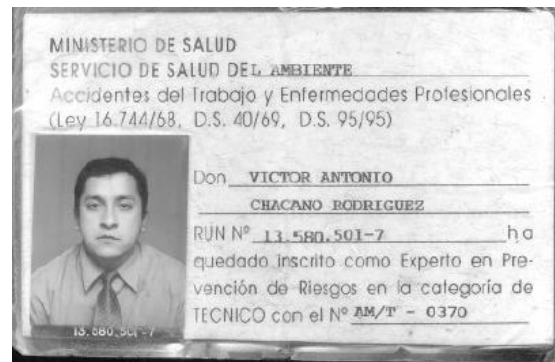 MINISTERIO DE SALUD
SERVICIO DE SALUD DEL AMBIENTE
Accidentes del Trabajo y Enfermedades Profesionales
(Ley 16.744/68, D.S. 40/69, D.S. 95/95)
Don VICTOR ANTONIO
CHACANO RODRIGUEZ
RUN Nº 13.580.501-7 ha
quedado inscrito como Experto en Pre-
vención de Riesgos en la categoría de
TECNICO con el Nº AM/T - 0370
13.580.501-7